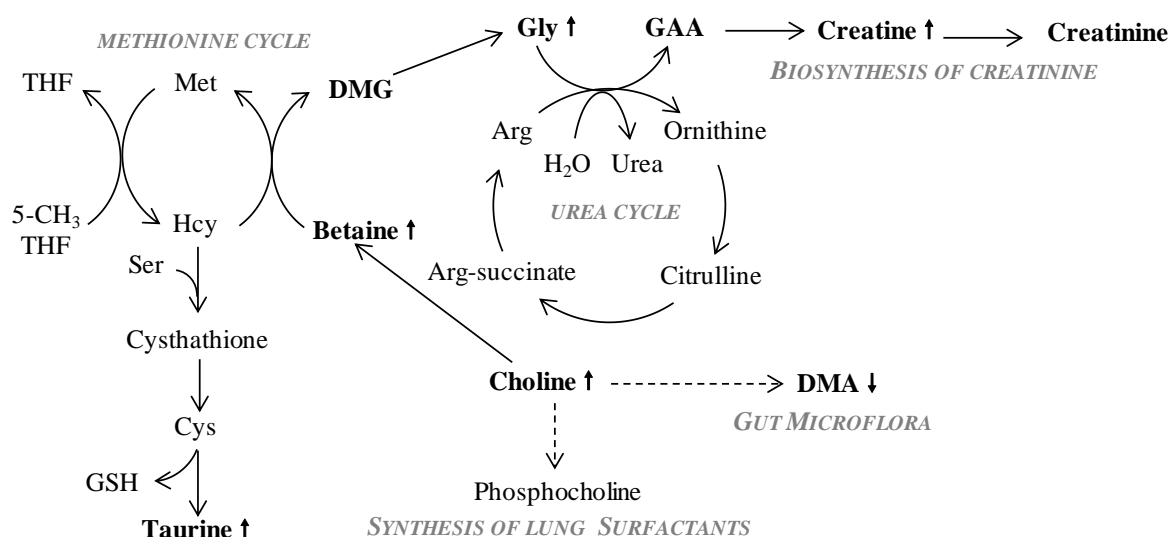 Gly ↑ GAA Creatine ↑ Creatinine
METHIONINE CYCLE
BIOSYNTHESIS OF CREATININE
THF Met DMG
Arg Ornithine
H₂O Urea
5-CH₃
THF
Hcy Betaine ↑ UREA CYCLE
Ser Arg-succinate Citrulline
Cysthathione
Choline ↑ DMA ↓
GUT MICROFLORA
Cys
GSH Phosphocholine
Taurine ↑ SYNTHESIS OF LUNG SURFACTANTS